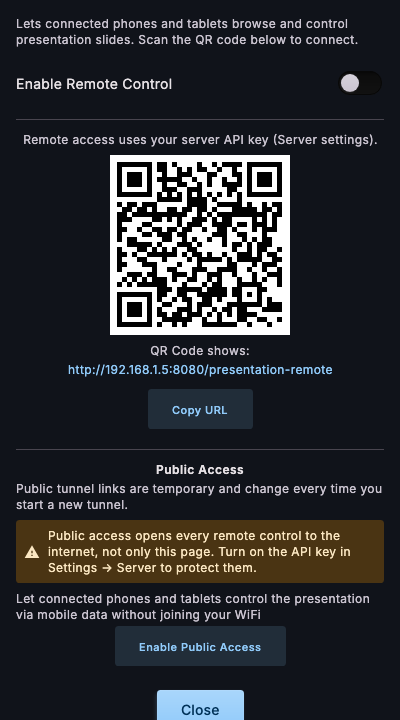 Lets connected phones and tablets browse and control
presentation slides. Scan the QR code below to connect.
Enable Remote Control
Remote access uses your server API key (Server settings).
QR Code shows:
http://192.168.1.5:8080/presentation-remote
Copy URL
Public Access
Public tunnel links are temporary and change every time you
start a new tunnel.
Public access opens every remote control to the
internet, not only this page. Turn on the API key in
Settings → Server to protect them.
Let connected phones and tablets control the presentation
via mobile data without joining your WiFi
Enable Public Access
Close